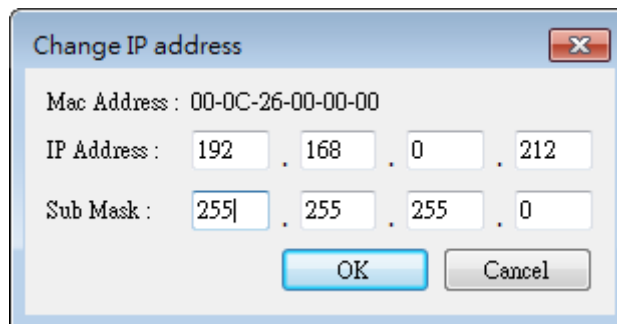 Change IP address
Mac Address : 00-0C-26-00-00-00
IP Address : 192 . 168 . 0 . 212
Sub Mask : 255 . 255 . 255 . 0
OK Cancel